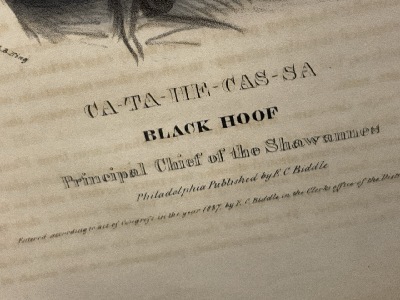 CA-TA-HE-CAS-SA
BLACK HOOF
Principal Chief of the Shawannes
Philadelphia Published by E. C. Biddle
Entered according to act of Congress in the year 1837, by E. C. Biddle in the Clerks office of the